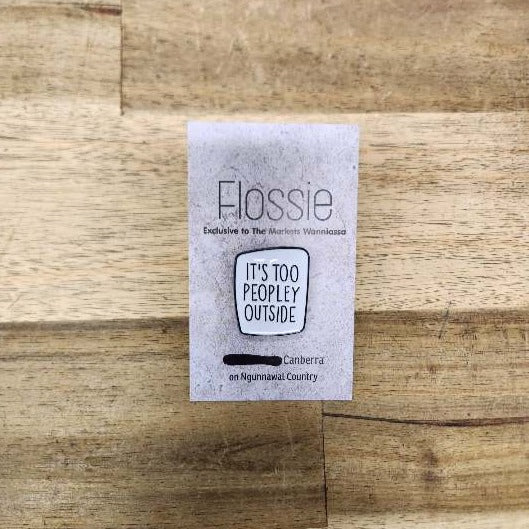 Flossie
Exclusive to The Markets Wanniassa
IT'S TOO
PEOPLEY
OUTSIDE
Canberra
on Ngunnawal Country